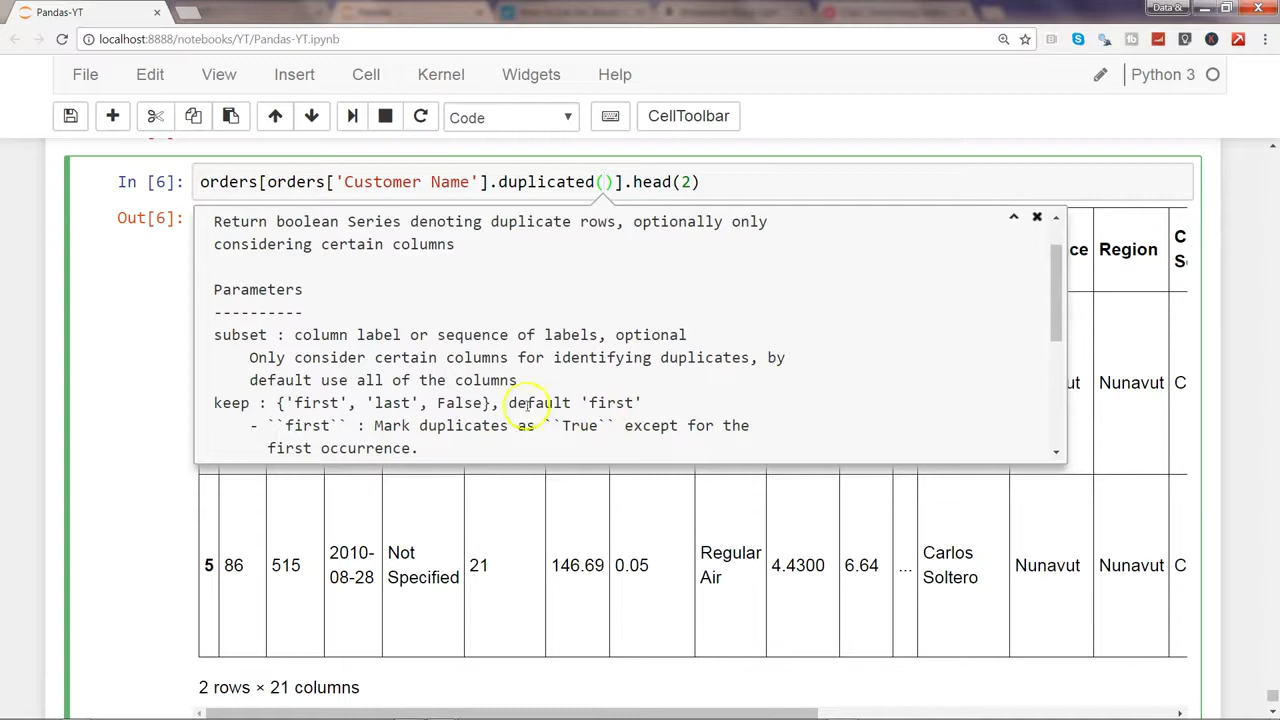 Pandas-YT
Data &
localhost:8888/notebooks/YT/Pandas-YT.ipynb
File Edit View Insert Cell Kernel Widgets Help Python 3
Code CellToolbar
In [6]: orders[orders['Customer Name'].duplicated()].head(2)
Out[6]:
Return boolean Series denoting duplicate rows, optionally only
considering certain columns
Parameters
----------
subset : column label or sequence of labels, optional
Only consider certain columns for identifying duplicates, by
default use all of the columns
keep : {'first', 'last', False}, default 'first'
- ``first`` : Mark duplicates as ``True`` except for the
first occurrence.
ce Region C
S
ut Nunavut C
5 86 515 2010-08-28 Not Specified 21 146.69 0.05 Regular Air 4.4300 6.64 ... Carlos Soltero Nunavut Nunavut C
2 rows × 21 columns